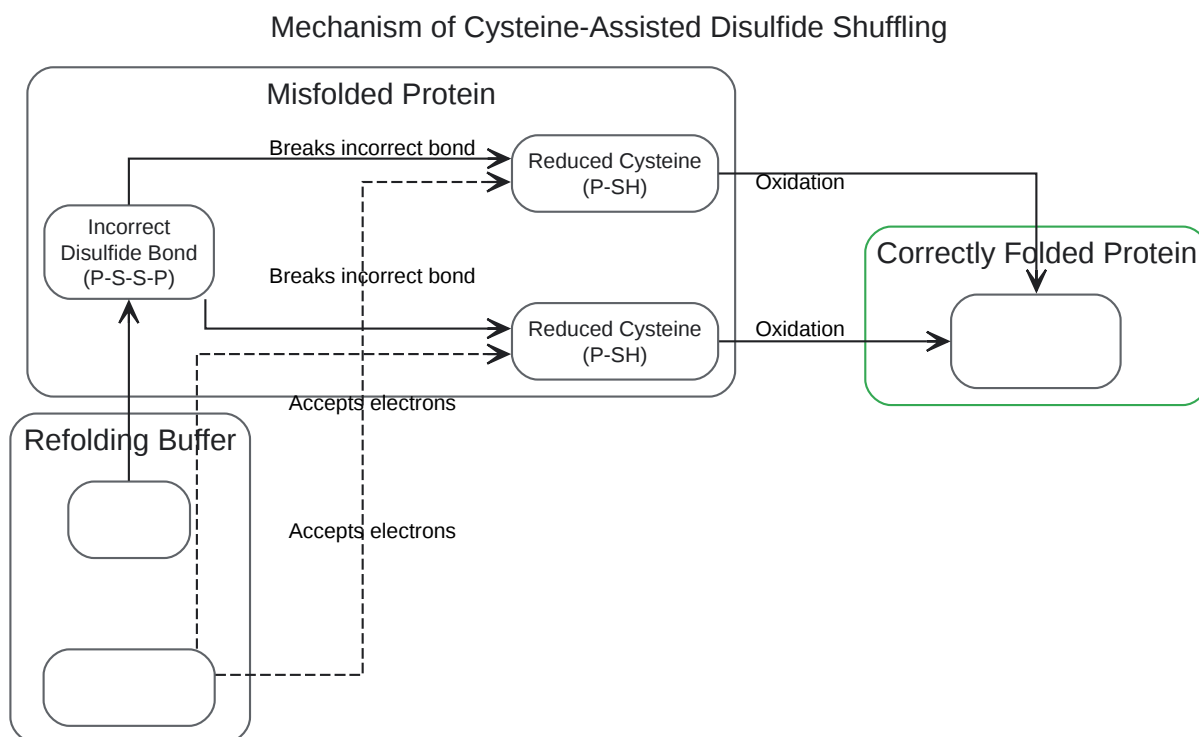 Mechanism of Cysteine-Assisted Disulfide Shuffling
Misfolded Protein
Breaks incorrect bond
Reduced Cysteine
(P-SH)
Oxidation
Incorrect
Disulfide Bond
(P-S-S-P)
Correctly Folded Protein
Breaks incorrect bond
Reduced Cysteine
(P-SH)
Oxidation
Accepts electrons
Refolding Buffer
Accepts electrons